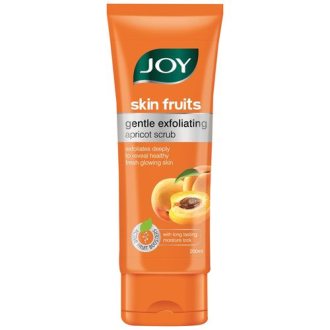 JOY
skin fruits
gentle exfoliating
apricot scrub
exfoliates deeply
to reveal healthy
fresh glowing skin
with long lasting
moisture lock
200ml